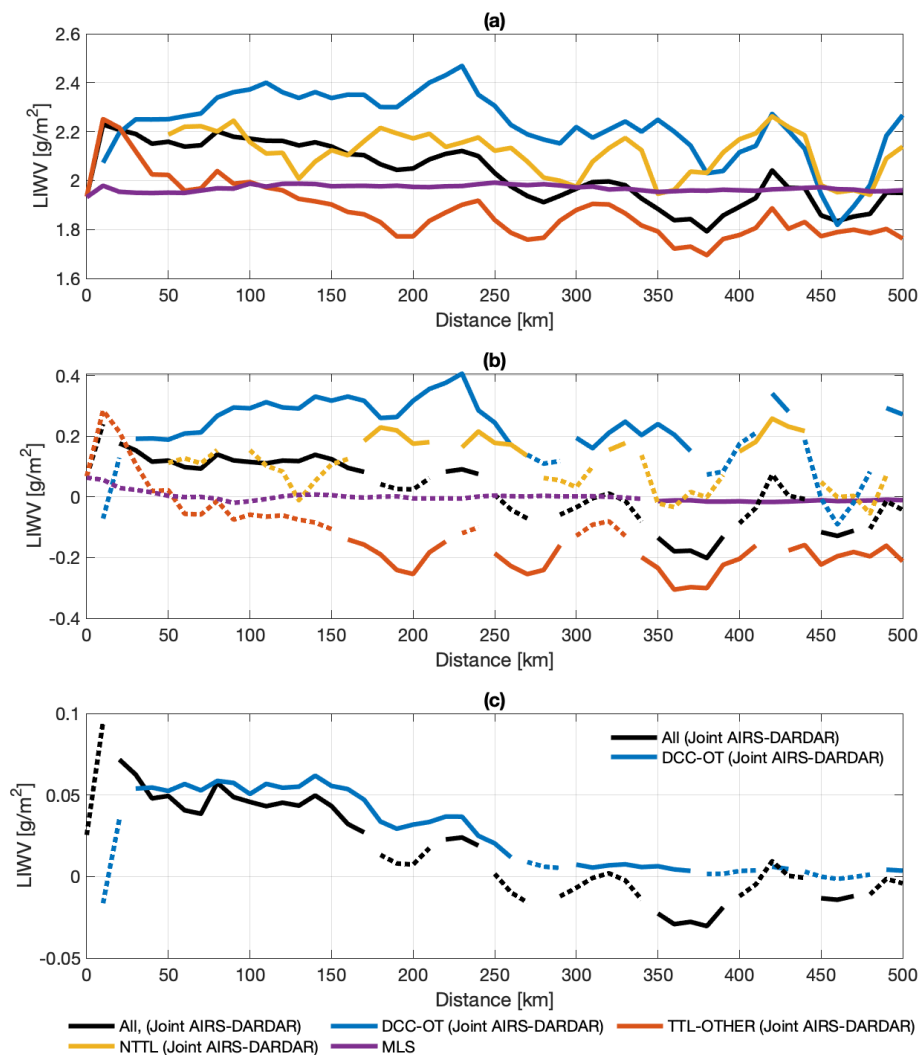 (a)
2.6
2.4
2.2
2
1.8
1.6
LIWV [g/m²]
0 50 100 150 200 250 300 350 400 450 500
Distance [km]
(b)
0.4
0.2
0
-0.2
-0.4
LIWV [g/m²]
0 50 100 150 200 250 300 350 400 450 500
Distance [km]
(c)
0.1
0.05
0
-0.05
LIWV [g/m²]
All (Joint AIRS-DARDAR)
DCC-OT (Joint AIRS-DARDAR)
0 50 100 150 200 250 300 350 400 450 500
Distance [km]
All, (Joint AIRS-DARDAR) DCC-OT (Joint AIRS-DARDAR) TTL-OTHER (Joint AIRS-DARDAR)
NTTL (Joint AIRS-DARDAR) MLS